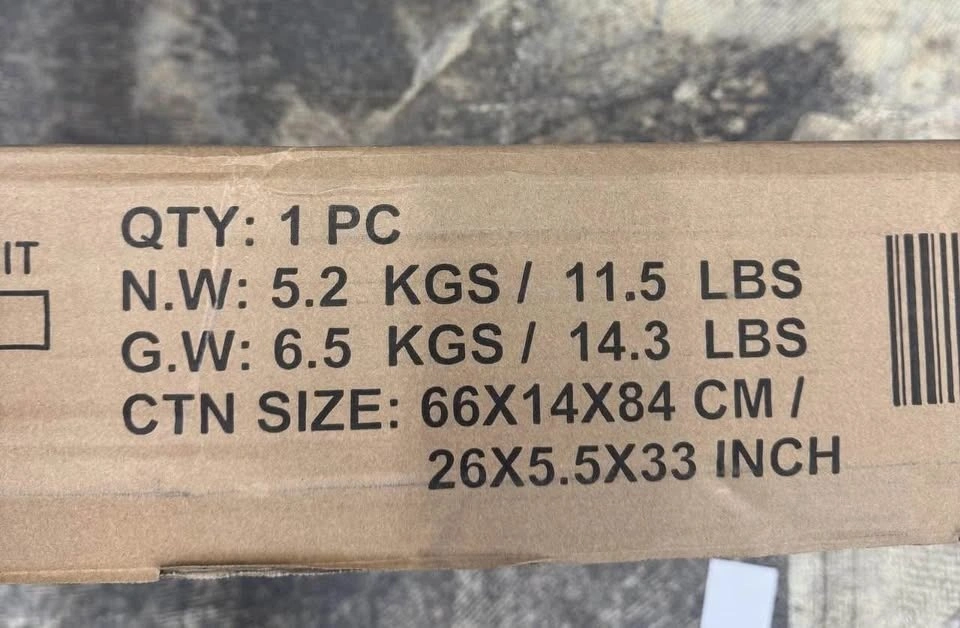 IT
QTY: 1 PC
N.W: 5.2 KGS / 11.5 LBS
G.W: 6.5 KGS / 14.3 LBS
CTN SIZE: 66X14X84 CM /
26X5.5X33 INCH